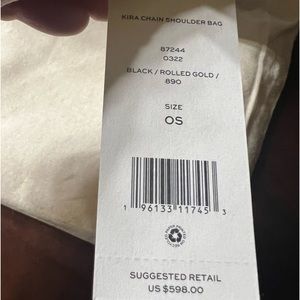 KIRA CHAIN SHOULDER BAG
87244
0322
BLACK / ROLLED GOLD /
890
SIZE
OS
1 96133 11745 3
SUGGESTED RETAIL
US $598.00